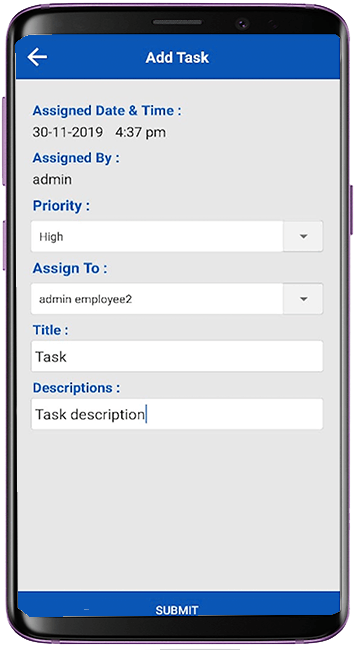 Add Task
Assigned Date & Time :
30-11-2019 4:37 pm
Assigned By :
admin
Priority :
High
Assign To :
admin employee2
Title :
Task
Descriptions :
Task description
SUBMIT